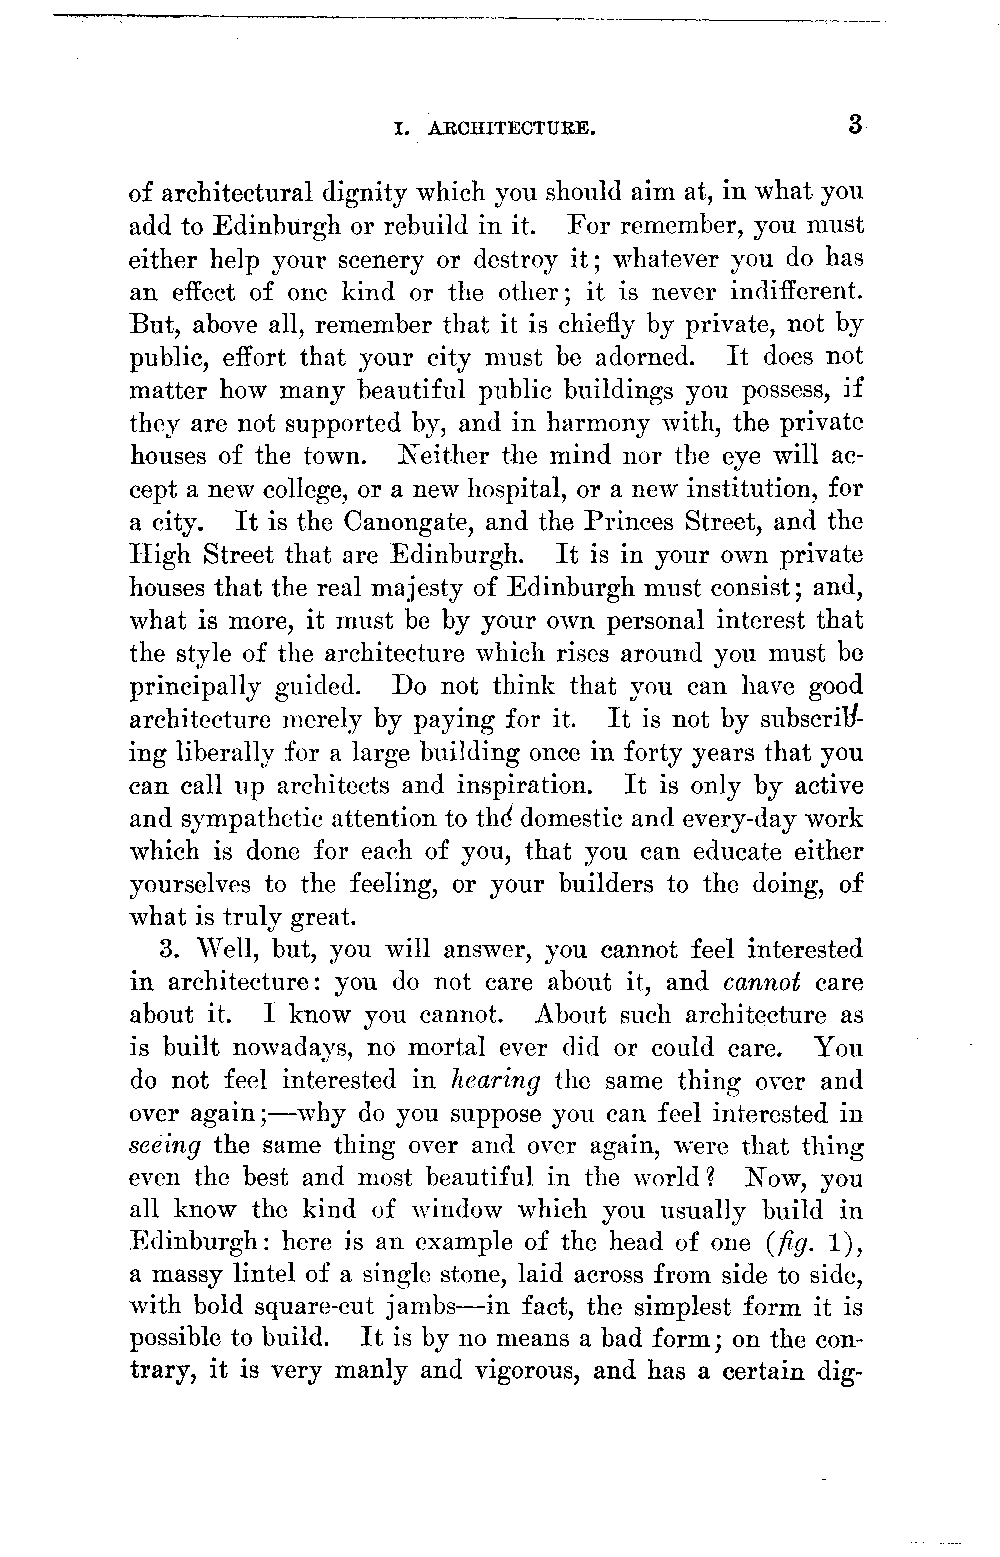 I. ARCHITECTURE. 3
of architectural dignity which you should aim at, in what you
add to Edinburgh or rebuild in it. For remember, you must
either help your scenery or destroy it; whatever you do has
an effect of one kind or the other; it is never indifferent.
But, above all, remember that it is chiefly by private, not by
public, effort that your city must be adorned. It does not
matter how many beautiful public buildings you possess, if
they are not supported by, and in harmony with, the private
houses of the town. Neither the mind nor the eye will ac-
cept a new college, or a new hospital, or a new institution, for
a city. It is the Canongate, and the Princes Street, and the
High Street that are Edinburgh. It is in your own private
houses that the real majesty of Edinburgh must consist; and,
what is more, it must be by your own personal interest that
the style of the architecture which rises around you must be
principally guided. Do not think that you can have good
architecture merely by paying for it. It is not by subscrib-
ing liberally for a large building once in forty years that you
can call up architects and inspiration. It is only by active
and sympathetic attention to the domestic and every-day work
which is done for each of you, that you can educate either
yourselves to the feeling, or your builders to the doing, of
what is truly great.
3. Well, but, you will answer, you cannot feel interested
in architecture: you do not care about it, and cannot care
about it. I know you cannot. About such architecture as
is built nowadays, no mortal ever did or could care. You
do not feel interested in hearing the same thing over and
over again;—why do you suppose you can feel interested in
seeing the same thing over and over again, were that thing
even the best and most beautiful in the world? Now, you
all know the kind of window which you usually build in
Edinburgh: here is an example of the head of one (fig. 1),
a massy lintel of a single stone, laid across from side to side,
with bold square-cut jambs—in fact, the simplest form it is
possible to build. It is by no means a bad form; on the con-
trary, it is very manly and vigorous, and has a certain dig-